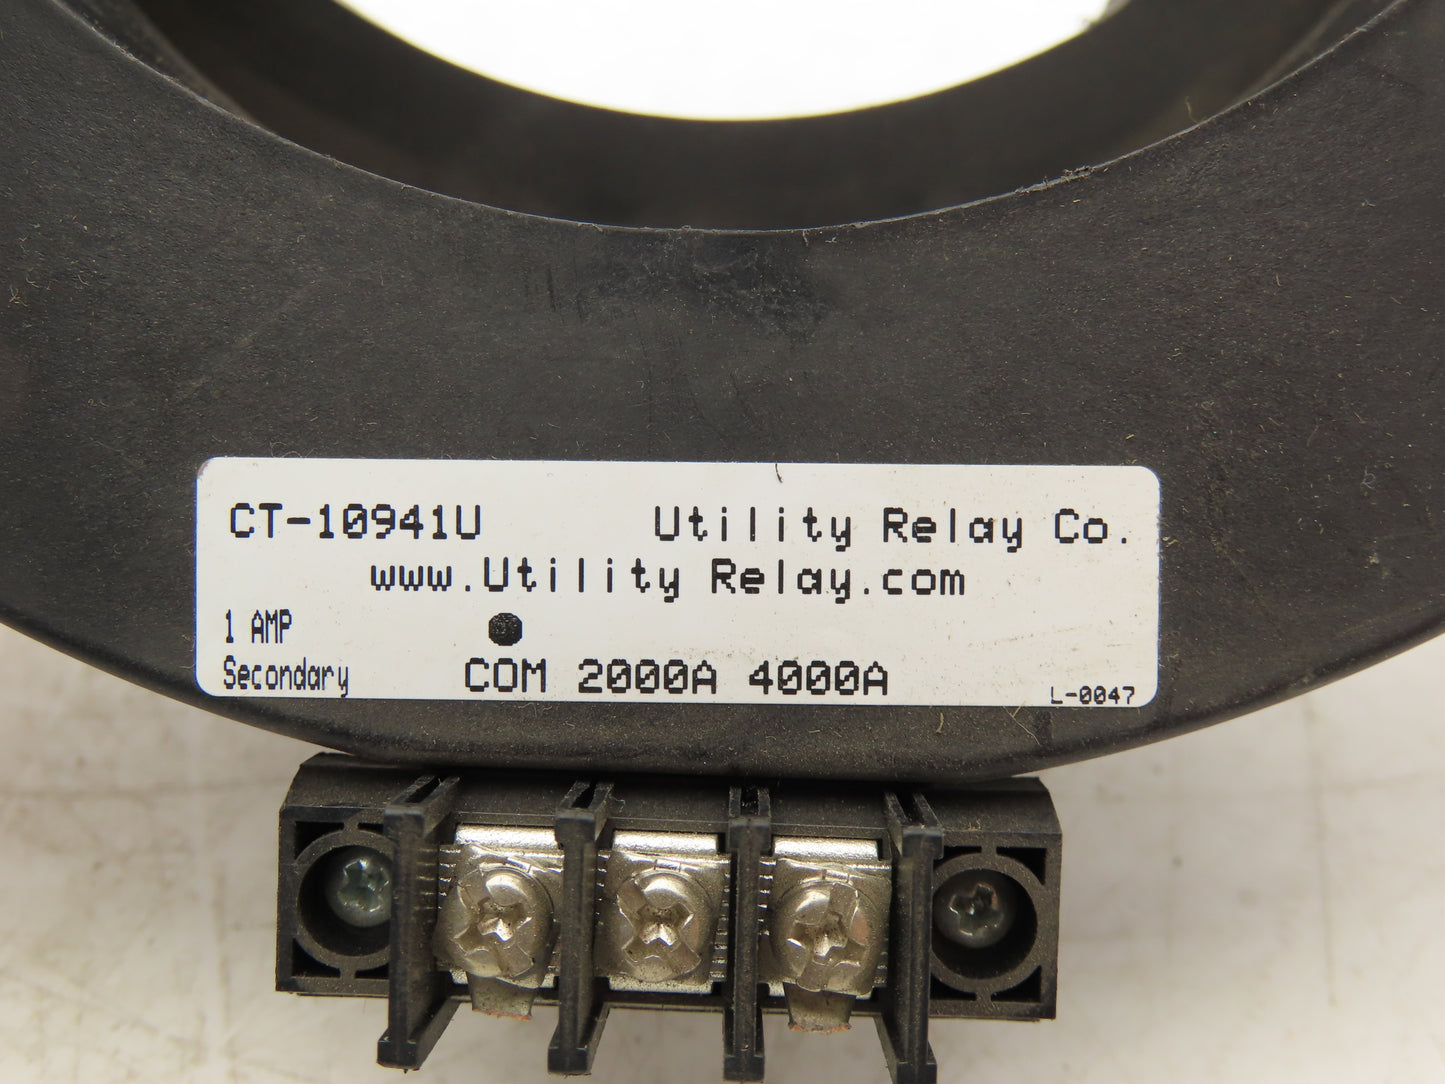 CT-10941U Utility Relay Co.
www.Utility Relay.com
1 AMP
Secondary COM 2000A 4000A L-0047